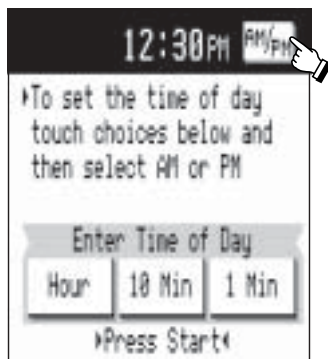 12:30PM AM/PM
To set the time of day
touch choices below and
then select AM or PM
Enter Time of Day
Hour 10 Min 1 Min
Press Start